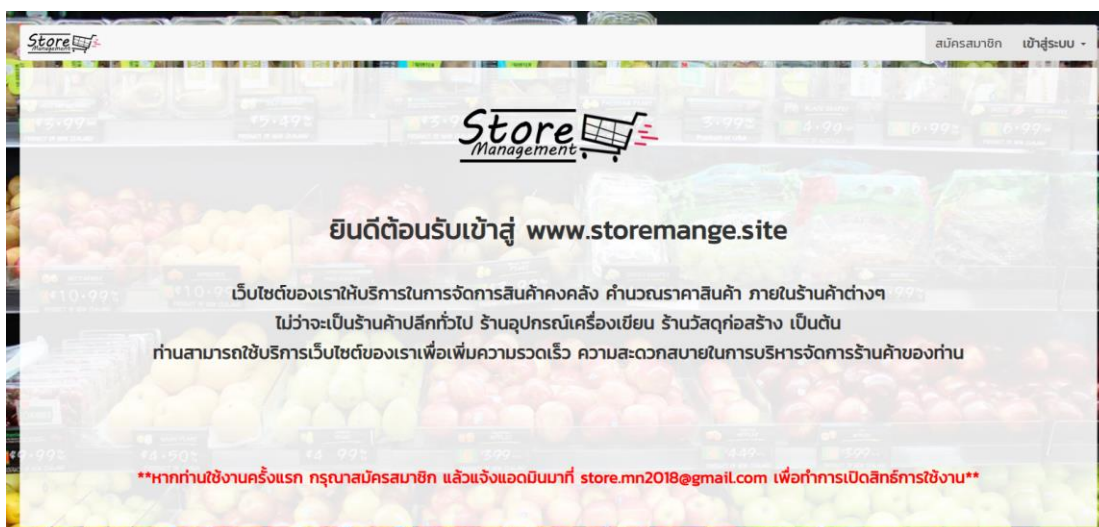 Store
Management
สมัครสมาชิก เข้าสู่ระบบ
Store
Management
ยินดีต้อนรับเข้าสู่ www.storemange.site
เว็บไซต์ของเราให้บริการในการจัดการสินค้าคงคลัง คำนวณราคาสินค้า ภายในร้านค้าต่างๆ
ไม่ว่าจะเป็นร้านค้าปลีกทั่วไป ร้านอุปกรณ์เครื่องเขียน ร้านวัสดุก่อสร้าง เป็นต้น
ท่านสามารถใช้บริการเว็บไซต์ของเราเพื่อเพิ่มความรวดเร็ว ความสะดวกสบายในการบริหารจัดการร้านค้าของท่าน
**หากท่านใช้งานครั้งแรก กรุณาสมัครสมาชิก แล้วแจ้งแอดมินมาที่ store.mn2018@gmail.com เพื่อทำการเปิดสิทธ์การใช้งาน**